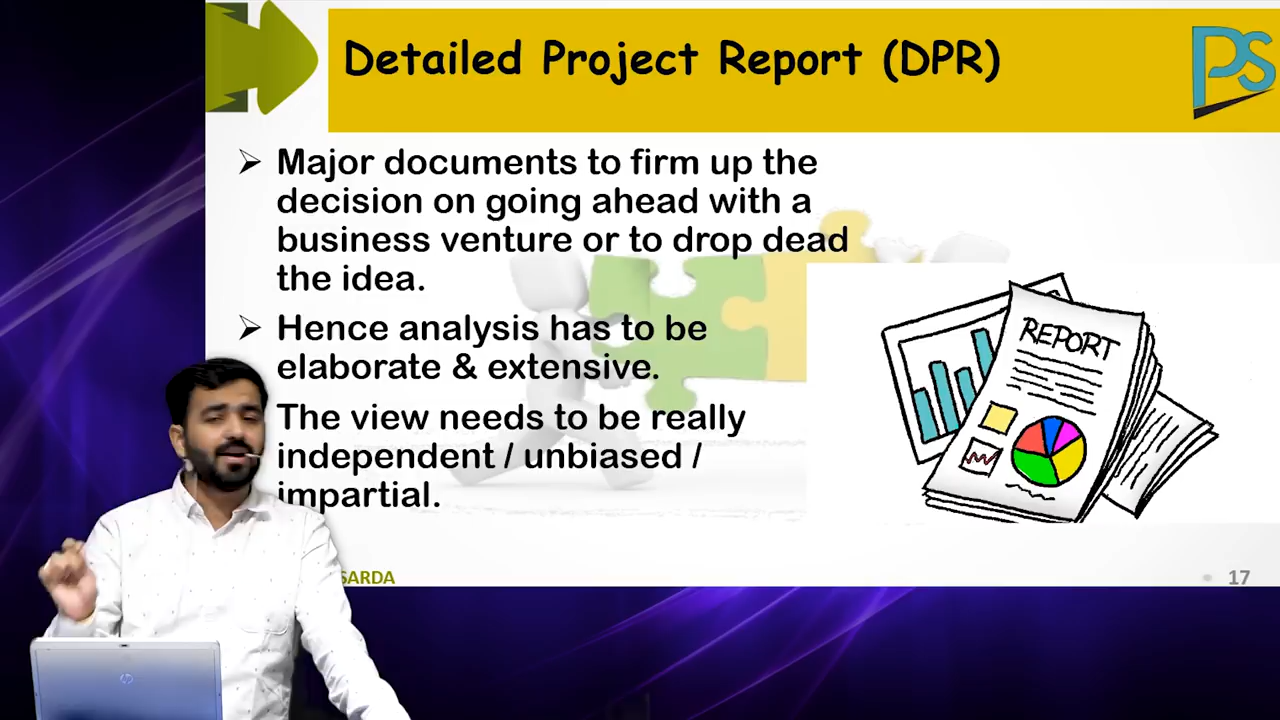 Detailed Project Report (DPR)
PS
➢ Major documents to firm up the
decision on going ahead with a
business venture or to drop dead
the idea.
➢ Hence analysis has to be
elaborate & extensive.
The view needs to be really
independent / unbiased /
impartial.
REPORT
SARDA
17
hp